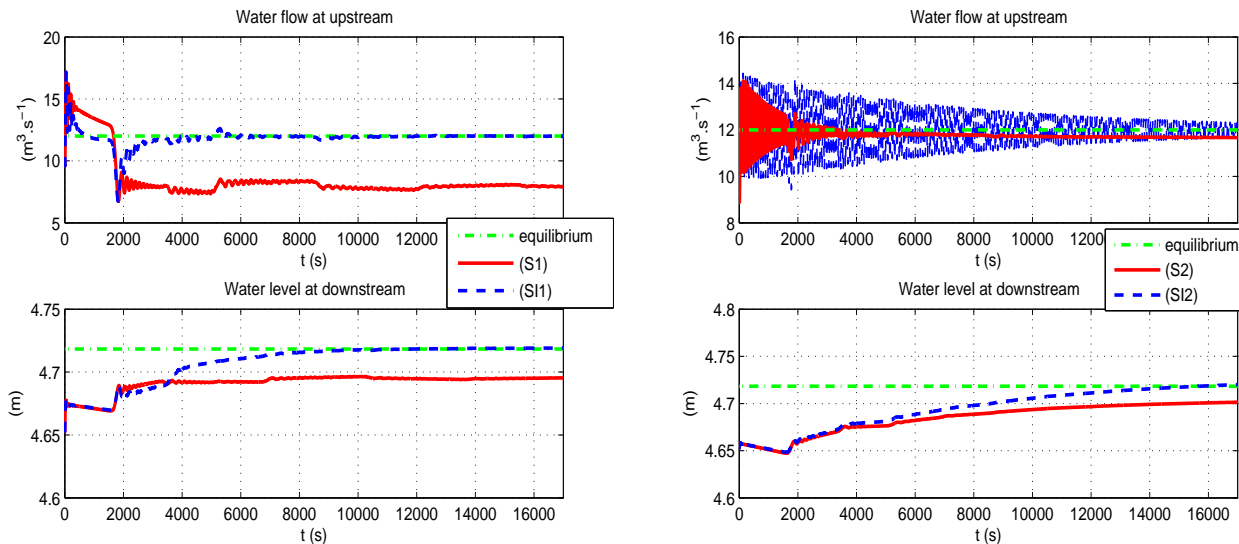 Water flow at upstream
20
15
10
5
(m³.s⁻¹)
0 2000 4000 6000 8000 10000 12000
t (s)
equilibrium
(S1)
(SI1)
Water level at downstream
4.75
4.7
4.65
4.6
(m)
0 2000 4000 6000 8000 10000 12000 14000 16000
t (s)
Water flow at upstream
16
14
12
10
8
(m³.s⁻¹)
0 2000 4000 6000 8000 10000 12000
t (s)
equilibrium
(S2)
(SI2)
Water level at downstream
4.8
4.75
4.7
4.65
4.6
(m)
0 2000 4000 6000 8000 10000 12000 14000 16000
t (s)